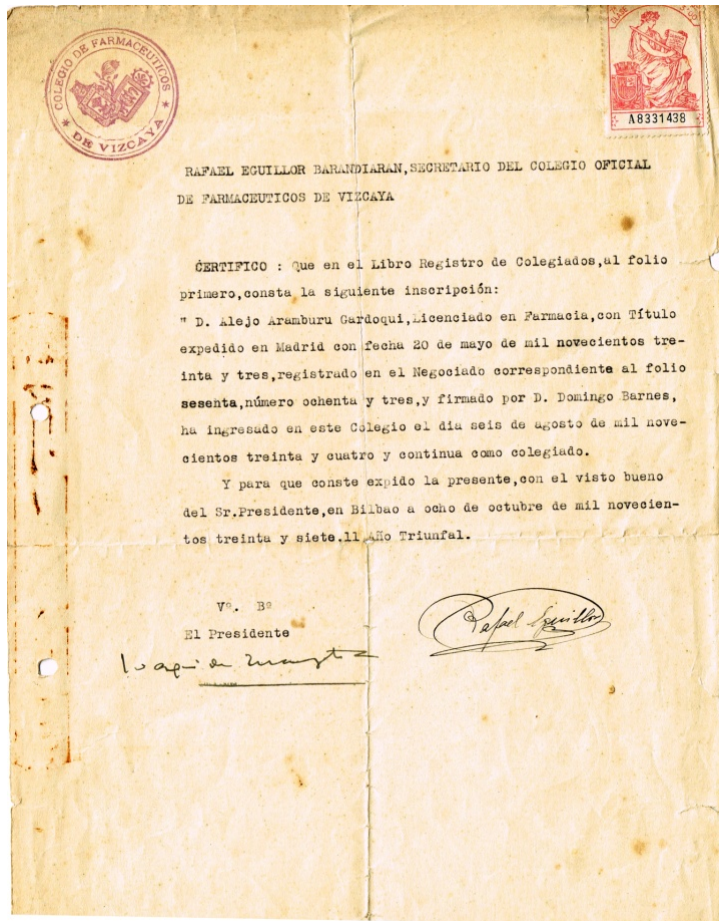 COLEGIO DE FARMACEUTICOS
DE VIZCAYA
A8331438
RAFAEL EGUILLOR BARANDIARAN,SECRETARIO DEL COLEGIO OFICIAL
DE FARMACEUTICOS DE VIZCAYA
CERTIFICO : Que en el Libro Registro de Colegiados,al folio
primero,consta la siguiente inscripción:
" D. Alejo Aramburu Gardoqui,Licenciado en Farmacia,con Título
expedido en Madrid con fecha 20 de mayo de mil novecientos tre-
inta y tres,registrado en el Negociado correspondiente al folio
sesenta,número ochenta y tres,y firmado por D. Domingo Barnes,
ha ingresado en este Colegio el dia seis de agosto de mil nove-
cientos treinta y cuatro y continua como colegiado.
Y para que conste expido la presente,con el visto bueno
del Sr.Presidente,en Bilbao a ocho de octubre de mil novecien-
tos treinta y siete.11 Año Triunfal.
Vº. Bº
El Presidente
Rafael Eguillor